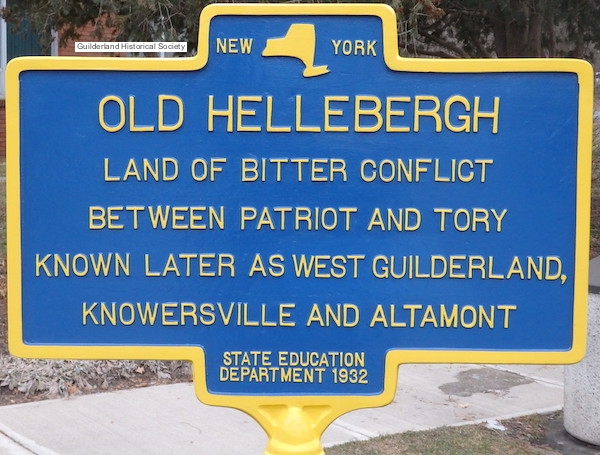 Guilderland Historical Society
NEW YORK
OLD HELLEBERGH
LAND OF BITTER CONFLICT
BETWEEN PATRIOT AND TORY
KNOWN LATER AS WEST GUILDERLAND,
KNOWERSVILLE AND ALTAMONT
STATE EDUCATION
DEPARTMENT 1932